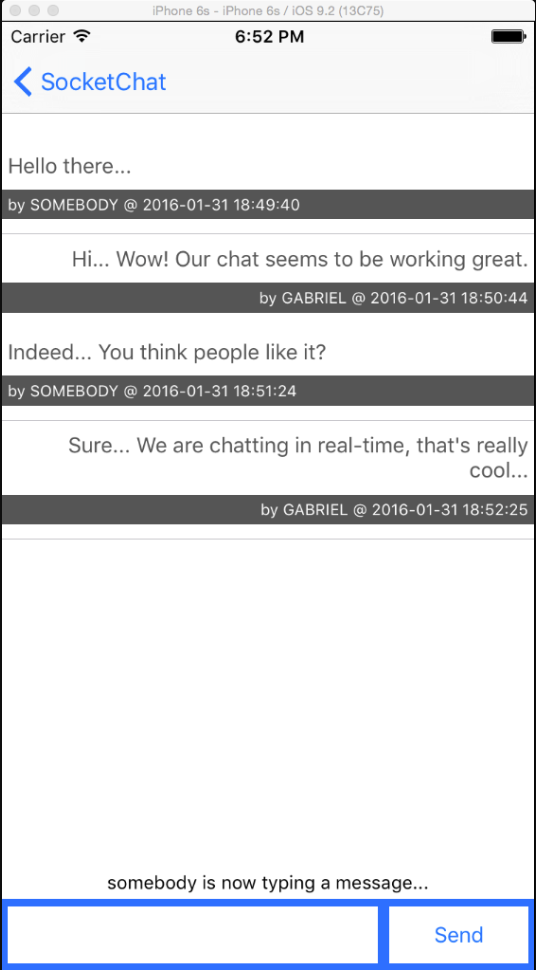 iPhone 6s - iPhone 6s / iOS 9.2 (13C75)
Carrier 6:52 PM
SocketChat
Hello there...
by SOMEBODY @ 2016-01-31 18:49:40
Hi... Wow! Our chat seems to be working great.
by GABRIEL @ 2016-01-31 18:50:44
Indeed... You think people like it?
by SOMEBODY @ 2016-01-31 18:51:24
Sure... We are chatting in real-time, that's really
cool...
by GABRIEL @ 2016-01-31 18:52:25
somebody is now typing a message...
Send